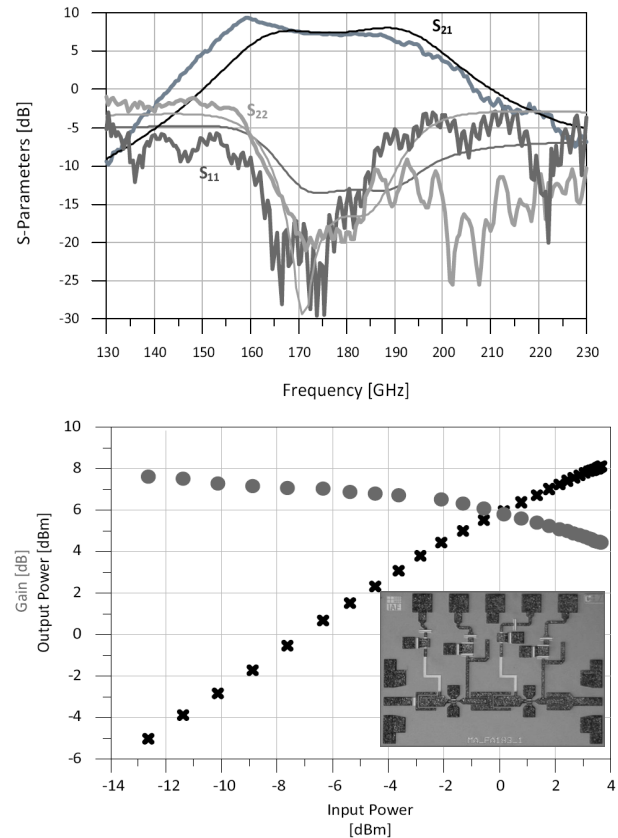 10
5
0
-5
-10
-15
-20
-25
-30
S-Parameters [dB]
S21
S22
S11
130 140 150 160 170 180 190 200 210 220 230
Frequency [GHz]
10
8
6
4
2
0
-2
-4
-6
Gain [dB]
Output Power [dBm]
IAF
-14 -12 -10 -8 -6 -4 -2 0 2 4
Input Power
[dBm]